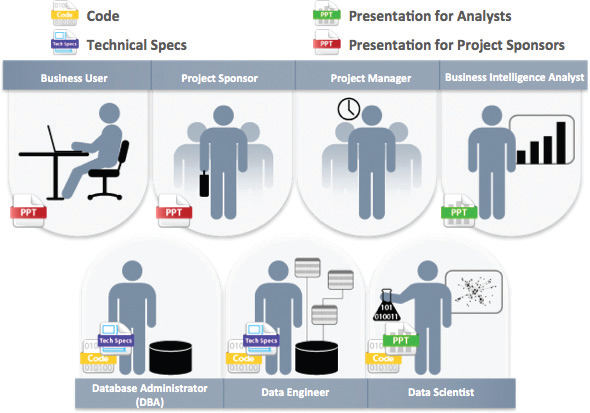 Code
Technical Specs
Presentation for Analysts
Presentation for Project Sponsors
Business User
Project Sponsor
Project Manager
Business Intelligence Analyst
PPT
PPT
PPT
Tech Specs
Code
Tech Specs
Code
101
010011
PPT
Code
Database Administrator
(DBA)
Data Engineer
Data Scientist